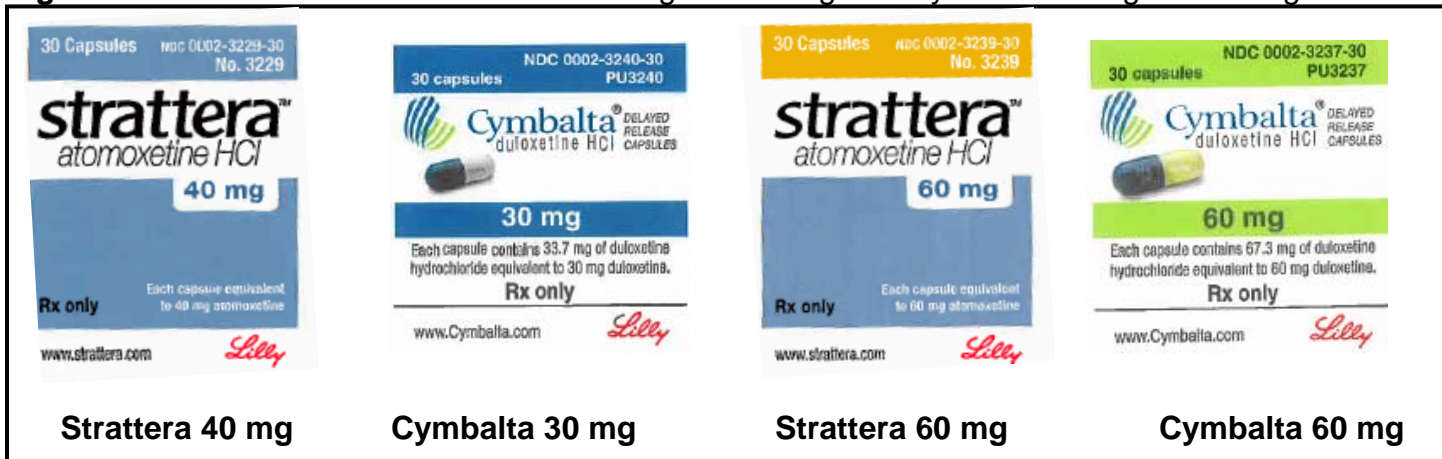 30 Capsules NDC 0002-3229-30
No. 3229
strattera™
atomoxetine HCl
40 mg
Each capsule equivalent
to 40 mg atomoxetine
Rx only
www.strattera.com Lilly
NDC 0002-3240-30
30 capsules PU3240
Cymbalta® DELAYED
RELEASE
duloxetine HCl CAPSULES
30 mg
Each capsule contains 33.7 mg of duloxetine
hydrochloride equivalent to 30 mg duloxetine.
Rx only
www.Cymbalta.com Lilly
30 Capsules NDC 0002-3239-30
No. 3239
strattera™
atomoxetine HCl
60 mg
Each capsule equivalent
to 60 mg atomoxetine
Rx only
www.strattera.com Lilly
NDC 0002-3237-30
30 capsules PU3237
Cymbalta® DELAYED
RELEASE
duloxetine HCl CAPSULES
60 mg
Each capsule contains 67.3 mg of duloxetine
hydrochloride equivalent to 60 mg duloxetine.
Rx only
www.Cymbalta.com Lilly
Strattera 40 mg Cymbalta 30 mg Strattera 60 mg Cymbalta 60 mg